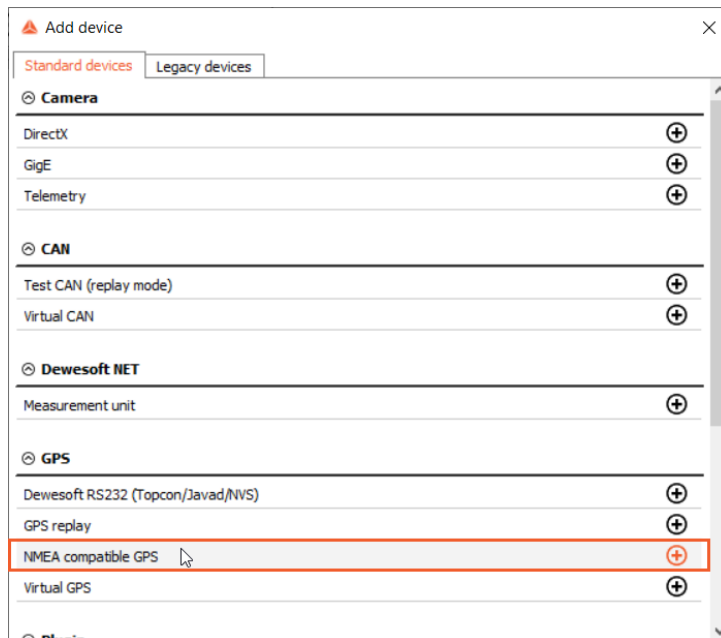 Add device
Standard devices
Legacy devices
Camera
DirectX
GigE
Telemetry
CAN
Test CAN (replay mode)
Virtual CAN
Dewesoft NET
Measurement unit
GPS
Dewesoft RS232 (Topcon/Javad/NVS)
GPS replay
NMEA compatible GPS
Virtual GPS